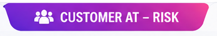 CUSTOMER AT – RISK